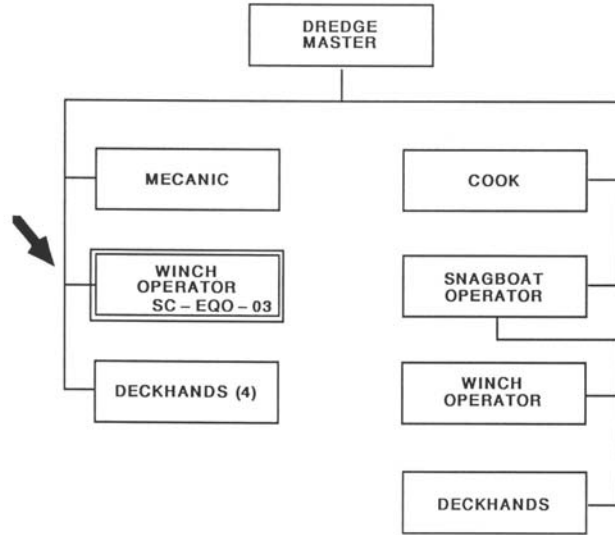 DREDGE
MASTER
MECANIC
COOK
WINCH
OPERATOR
SC – EQO – 03
SNAGBOAT
OPERATOR
DECKHANDS (4)
WINCH
OPERATOR
DECKHANDS